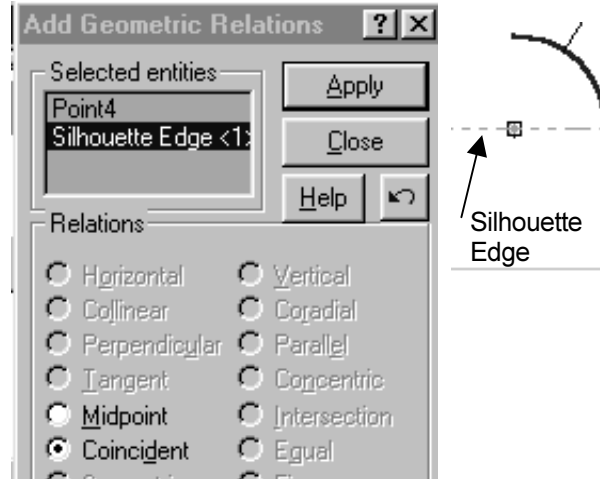 Add Geometric Relations
Selected entities
Point4
Silhouette Edge <1>
Apply
Close
Help
Relations
Horizontal
Vertical
Collinear
Coradial
Perpendicular
Parallel
Tangent
Concentric
Midpoint
Intersection
Coincident
Equal
Silhouette
Edge